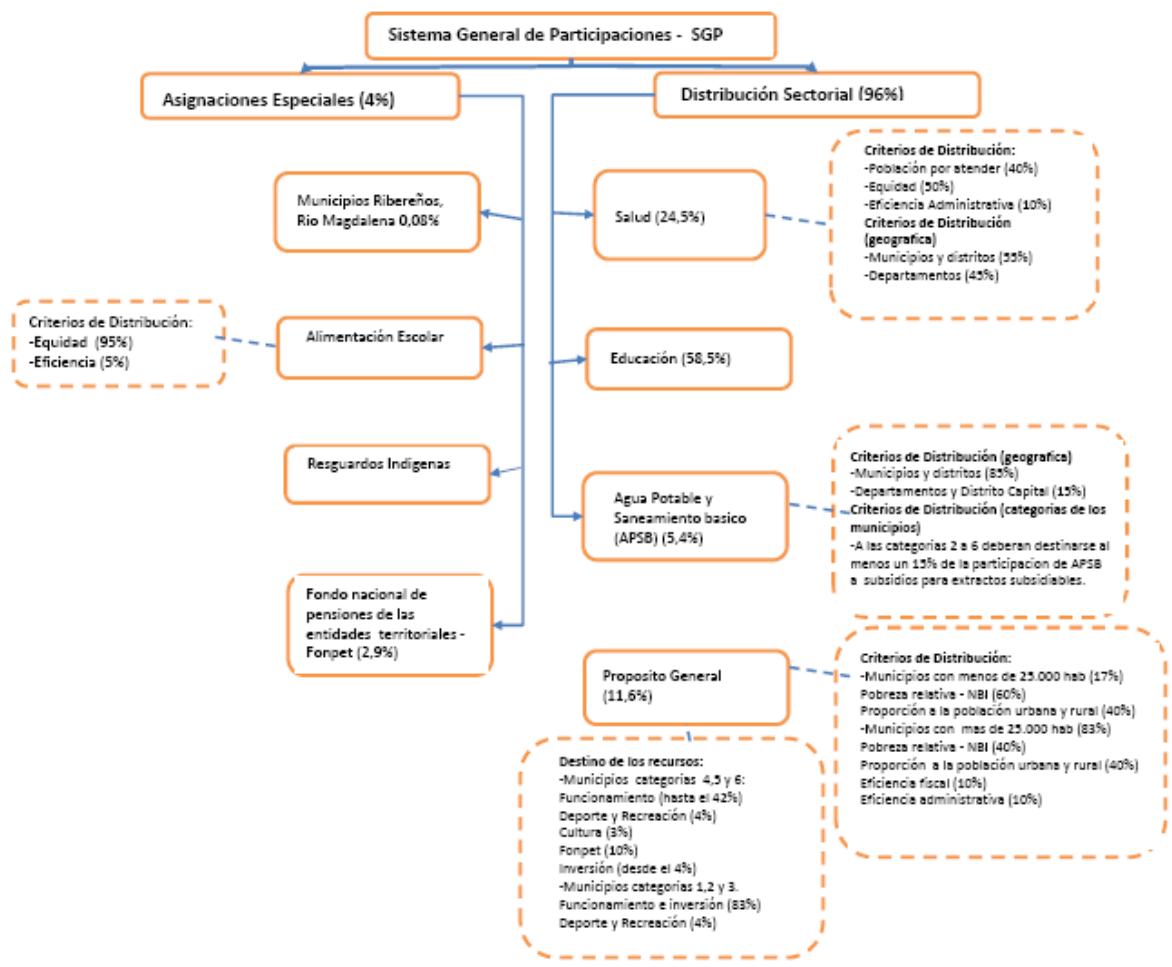 Sistema General de Participaciones - SGP
Asignaciones Especiales (4%)
Distribución Sectorial (96%)
Municipios Ribereños,
Rio Magdalena 0,08%
Criterios de Distribución:
-Equidad (95%)
-Eficiencia (5%)
Alimentación Escolar
Resguardos Indigenas
Fondo nacional de
pensiones de las
entidades territoriales -
Fonpet (2,9%)
Salud (24,5%)
Criterios de Distribución:
-Población por atender (40%)
-Equidad (50%)
-Eficiencia Administrativa (10%)
Criterios de Distribución
(geografica)
-Municipios y distritos (55%)
-Departamentos (45%)
Educación (58,5%)
Agua Potable y
Saneamiento basico
(APSB) (5,4%)
Criterios de Distribución (geografica)
-Municipios y distritos (85%)
-Departamentos y Distrito Capital (15%)
Criterios de Distribución (categorias de los
municipios)
-A las categorias 2 a 6 deberan destinarse al
menos un 15% de la participacion de APSB
a subsidios para extractos subsidiables.
Proposito General
(11,6%)
Criterios de Distribución:
-Municipios con menos de 25.000 hab (17%)
Pobreza relativa - NBI (60%)
Proporción a la población urbana y rural (40%)
-Municipios con mas de 25.000 hab (83%)
Pobreza relativa - NBI (40%)
Proporción a la población urbana y rural (40%)
Eficiencia fiscal (10%)
Eficiencia administrativa (10%)
Destino de los recursos:
-Municipios categorias 4,5 y 6:
Funcionamiento (hasta el 42%)
Deporte y Recreación (4%)
Cultura (3%)
Fonpet (10%)
Inversión (desde el 4%)
-Municipios categorias 1,2 y 3.
Funcionamiento e inversión (83%)
Deporte y Recreación (4%)